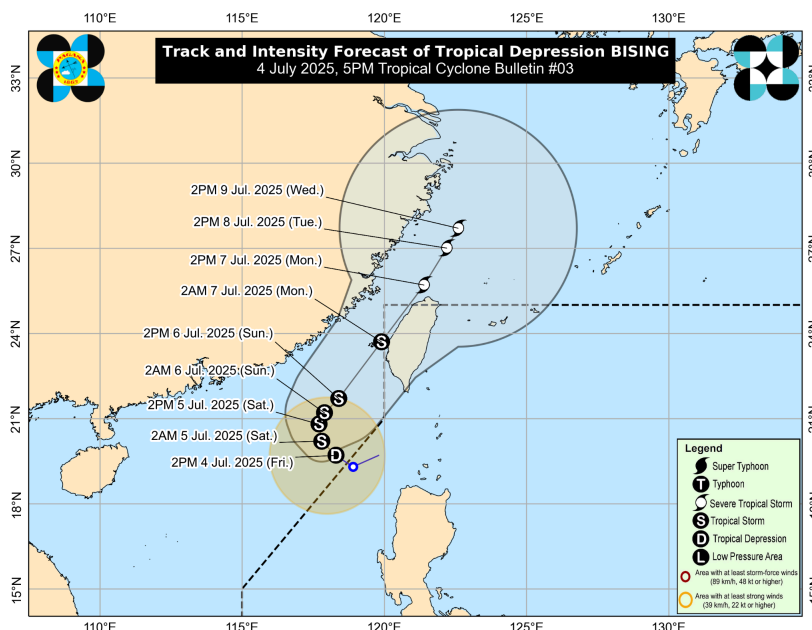 110°E 115°E 120°E 125°E 130°E
Track and Intensity Forecast of Tropical Depression BISING
4 July 2025, 5PM Tropical Cyclone Bulletin #03
33°N
30°N
27°N
24°N
21°N
18°N
15°N
2PM 9 Jul. 2025 (Wed.)
2PM 8 Jul. 2025 (Tue.)
2PM 7 Jul. 2025 (Mon.)
2AM 7 Jul. 2025 (Mon.)
2PM 6 Jul. 2025 (Sun.)
2AM 6 Jul. 2025 (Sun.)
2PM 5 Jul. 2025 (Sat.)
2AM 5 Jul. 2025 (Sat.)
2PM 4 Jul. 2025 (Fri.)
S
S
S
S
S
D
Legend
Super Typhoon
T Typhoon
Severe Tropical Storm
S Tropical Storm
D Tropical Depression
L Low Pressure Area
Area with at least storm-force winds
(89 km/h, 48 kt or higher)
Area with at least strong winds
(39 km/h, 22 kt or higher)
110°E 115°E 120°E 125°E 130°E